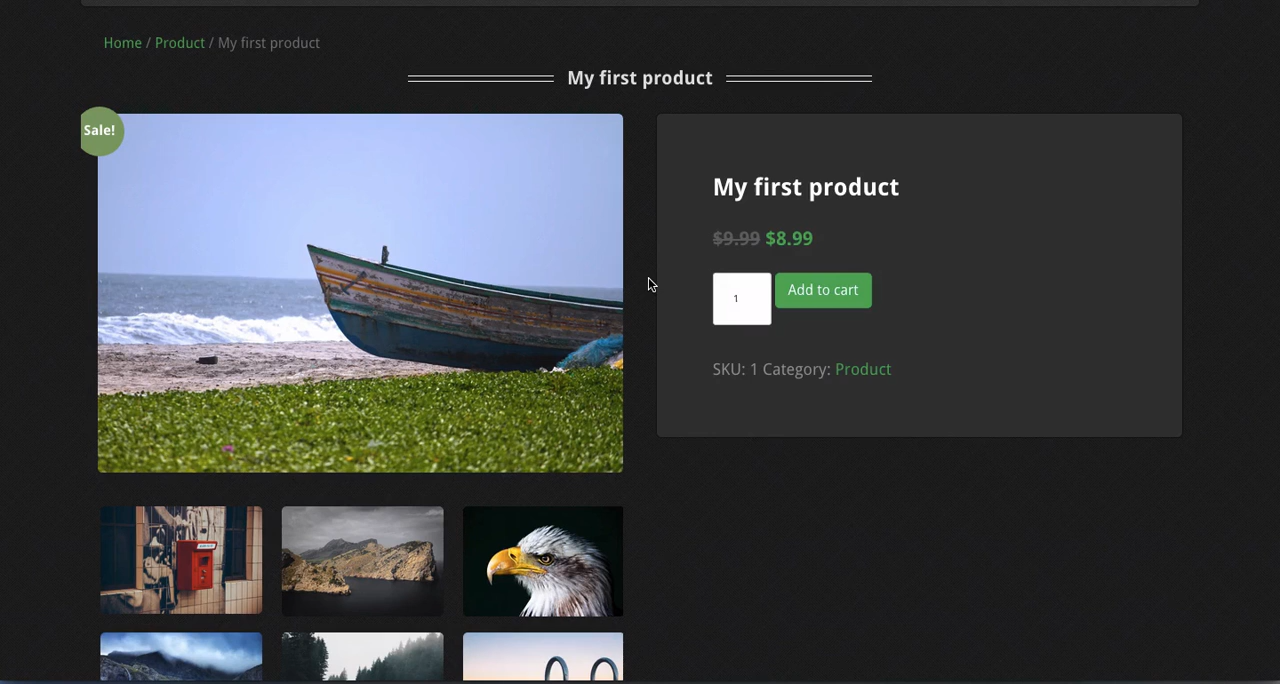 Home / Product / My first product
My first product
Sale!
My first product
$9.99 $8.99
1
Add to cart
SKU: 1 Category: Product